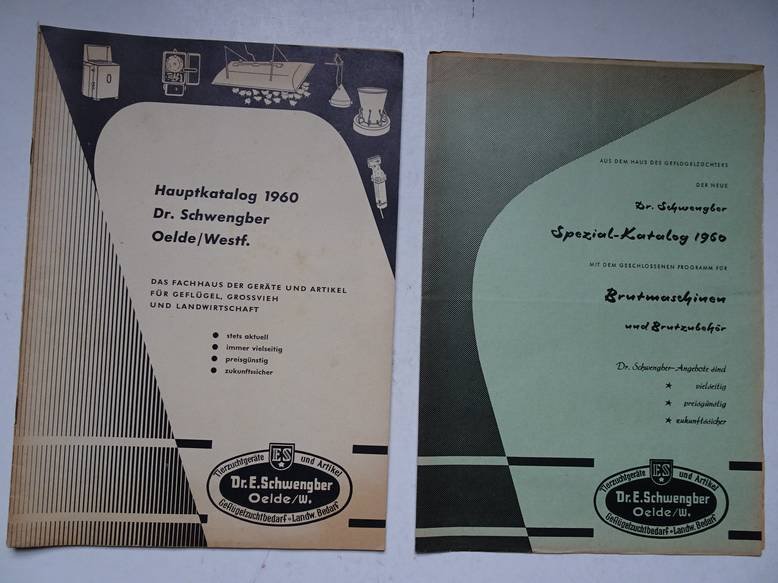 Hauptkatalog 1960
Dr. Schwengber
Oelde/Westf.
DAS FACHHAUS DER GERÄTE UND ARTIKEL
FÜR GEFLÜGEL, GROSSVIEH
UND LANDWIRTSCHAFT
● stets aktuell
● immer vielseitig
● preisgünstig
● zukunftssicher
Tierzuchtgeräte ES und Artikel
Dr. E. Schwengber
Oelde/W.
Geflügelzuchtbedarf - Landw. Bedarf
AUS DEM HAUS DES GEFLÜGELZÜCHTERS
DER NEUE
Dr. Schwengber
Spezial-Katalog 1960
MIT DEM GESCHLOSSENEN PROGRAMM FÜR
Brutmaschinen
und Brutzubehör
Dr. Schwengber-Angebote sind
★ vielseitig
★ preisgünstig
★ zukunftssicher
Tierzuchtgeräte ES und Artikel
Dr. E. Schwengber
Oelde/W.
Geflügelzuchtbedarf - Landw. Bedarf